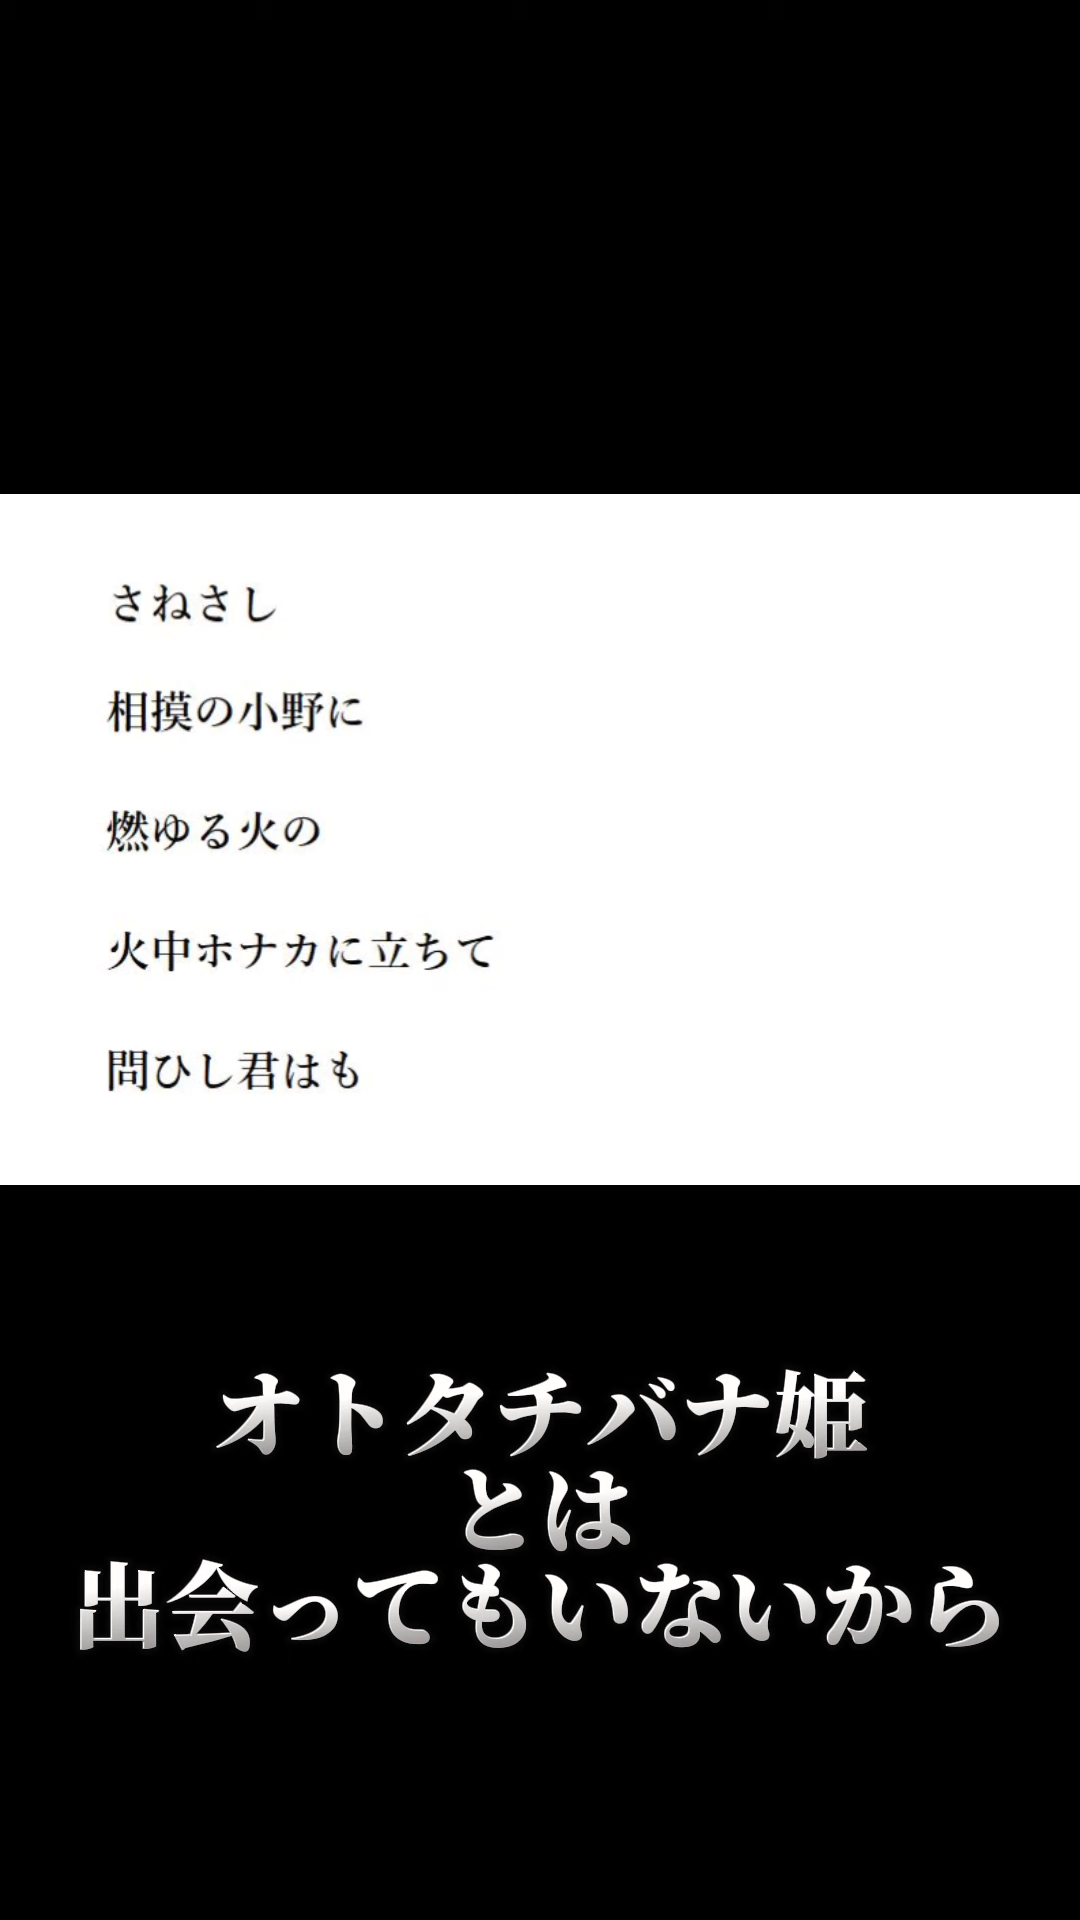 さねさし
相摸の小野に
燃ゆる火の
火中ホナカに立ちて
問ひし君はも
オトタチバナ姫
とは
出会ってもいないから